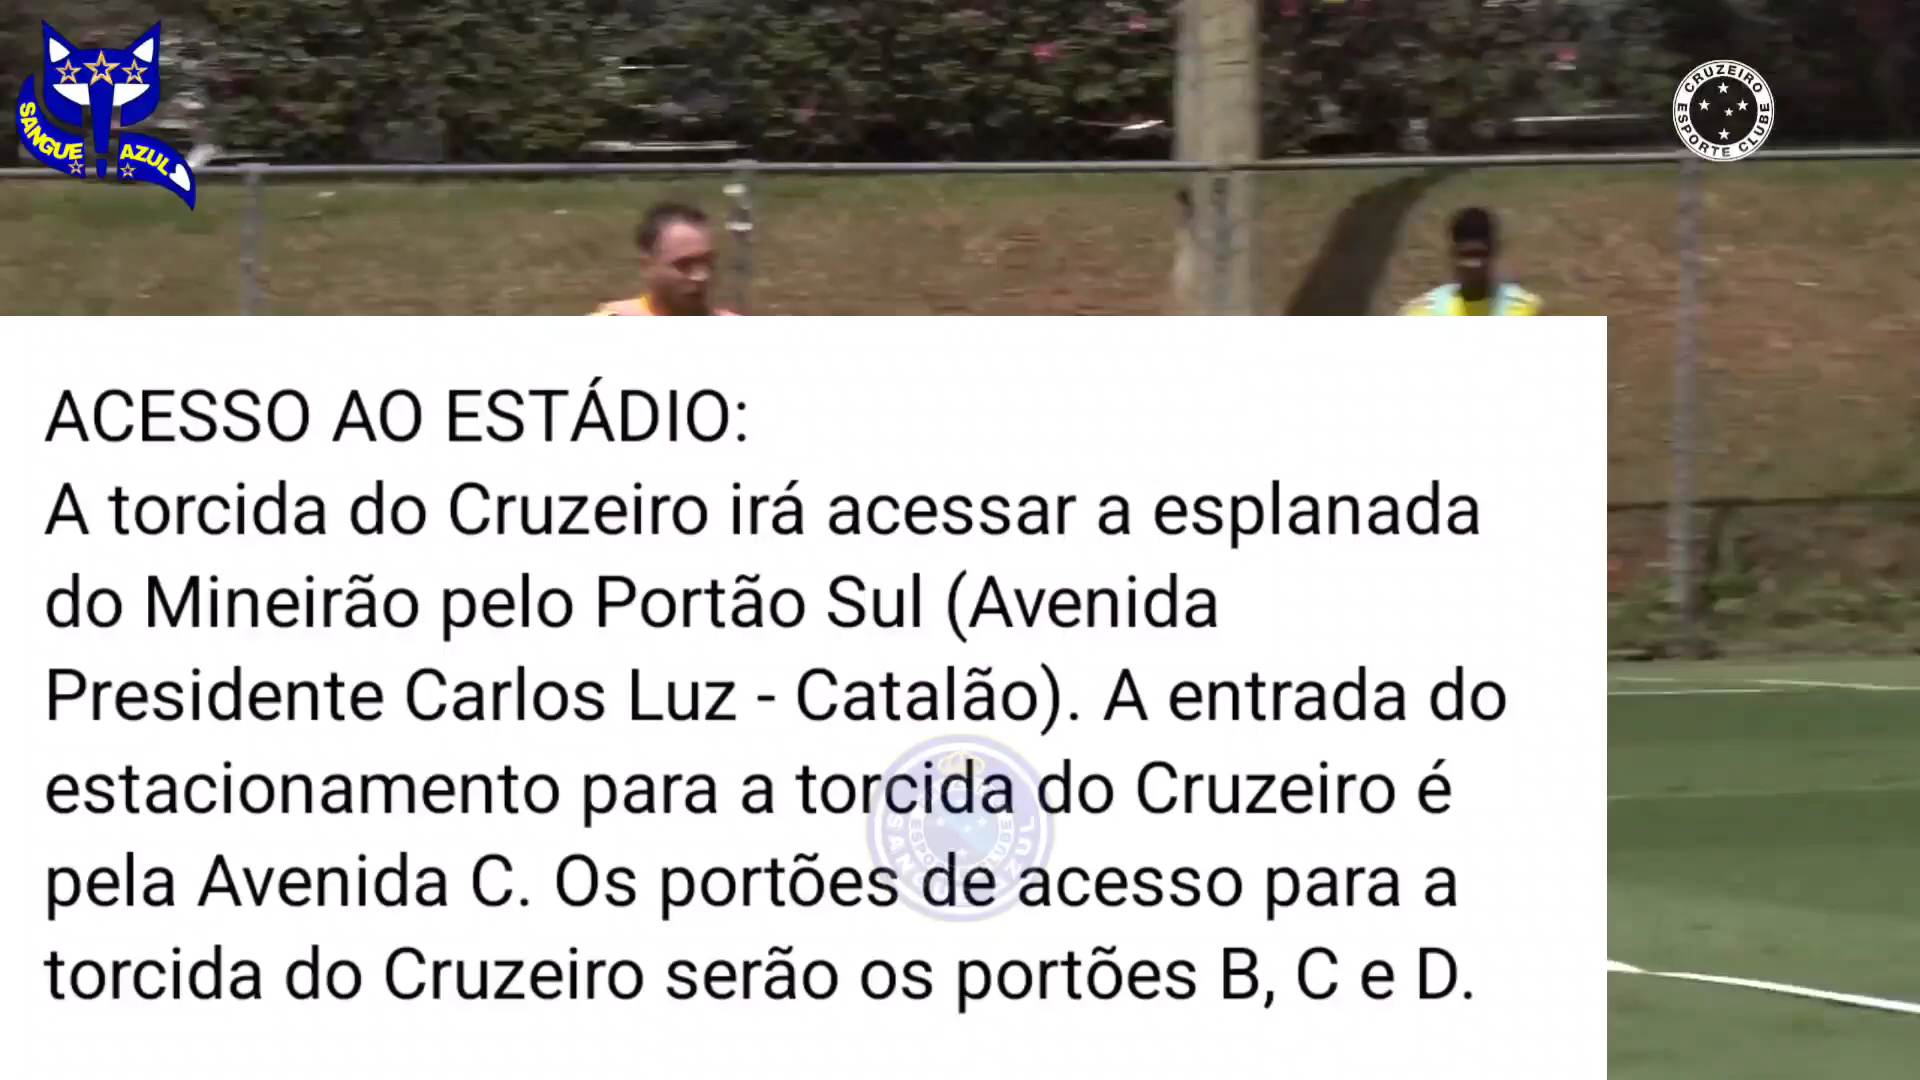 SANGUE AZUL
CRUZEIRO ESPORTE CLUBE
ACESSO AO ESTÁDIO:
A torcida do Cruzeiro irá acessar a esplanada
do Mineirão pelo Portão Sul (Avenida
Presidente Carlos Luz - Catalão). A entrada do
estacionamento para a torcida do Cruzeiro é
pela Avenida C. Os portões de acesso para a
torcida do Cruzeiro serão os portões B, C e D.